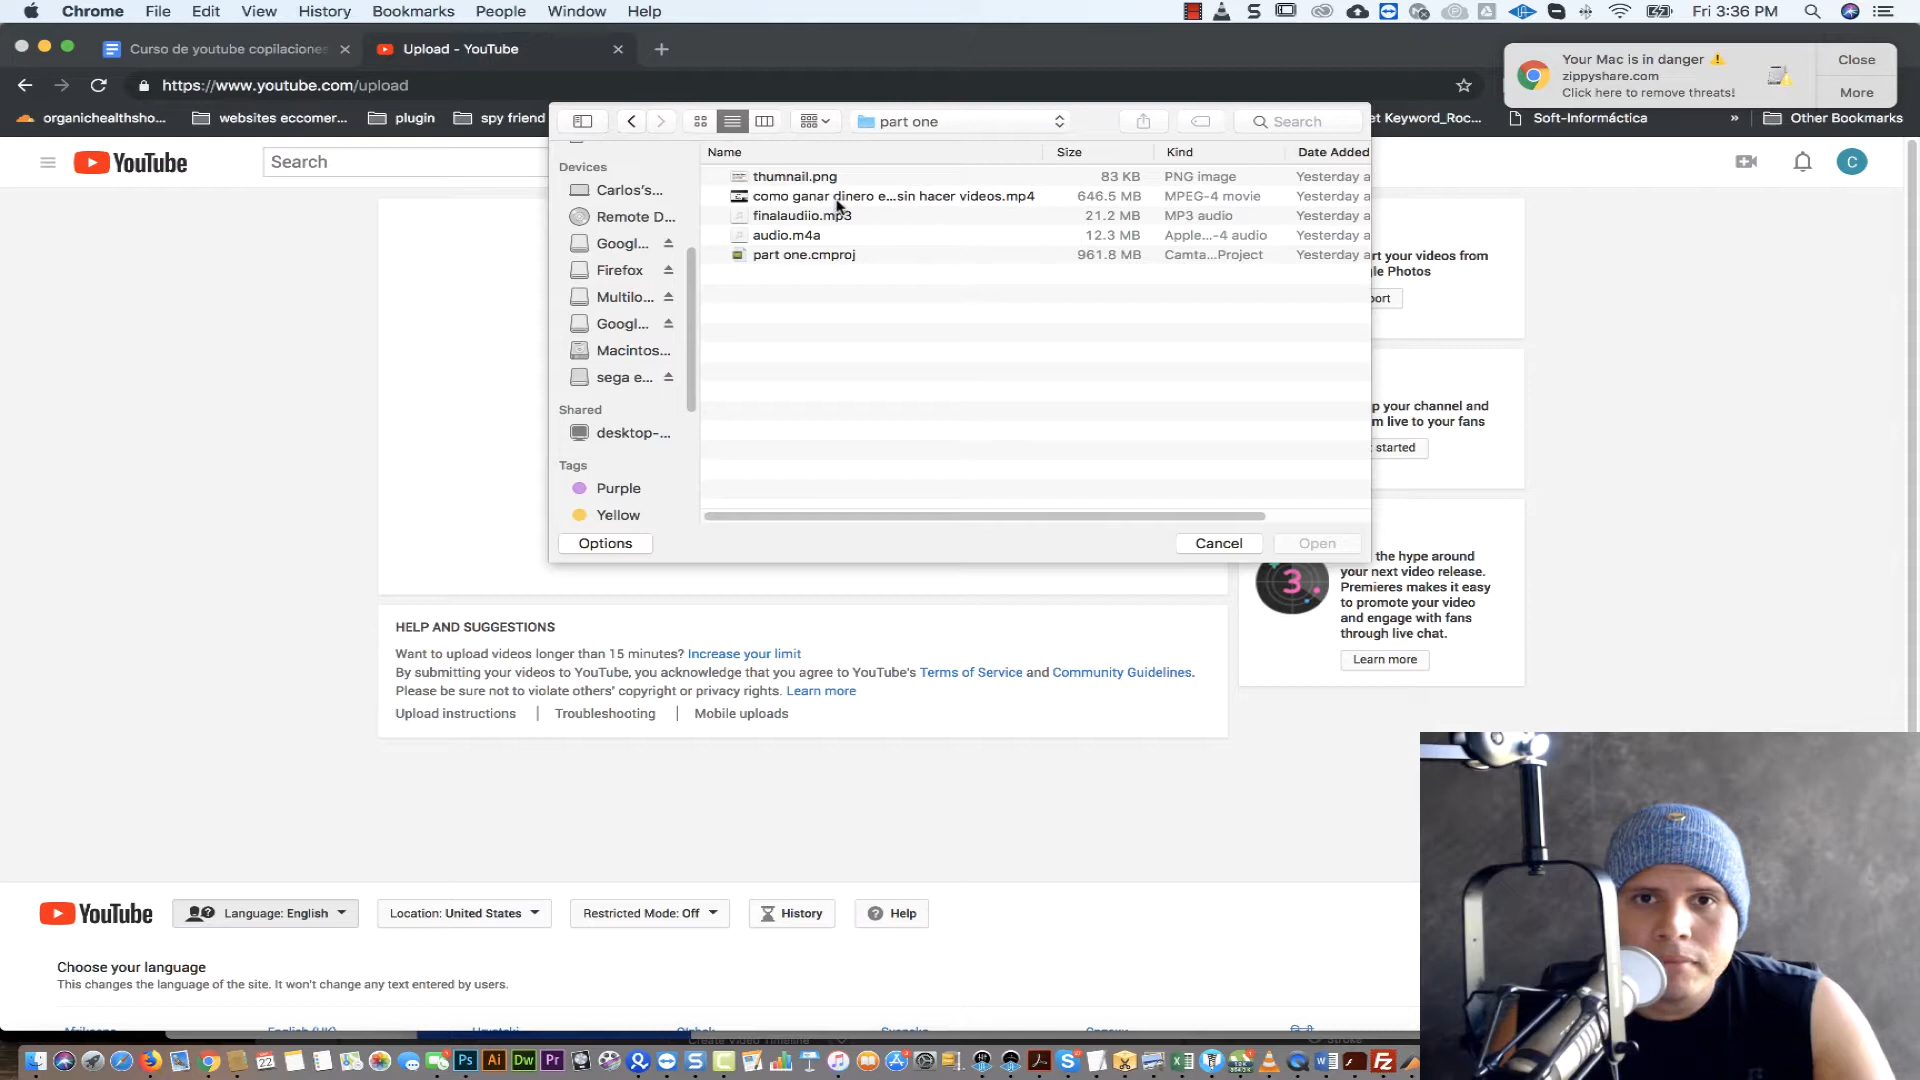 Chrome File Edit View History Bookmarks People Window Help
Fri 3:36 PM
Curso de youtube copilaciones
Upload - YouTube
https://www.youtube.com/upload
organichealthsho...
websites eccomer...
plugin
spy friend
et Keyword_Roc...
Soft-Informática
»
Other Bookmarks
Your Mac is in danger ⚠️
zippyshare.com
Click here to remove threats!
Close
More
YouTube
Search
C
part one
Search
Name Size Kind Date Added
thumnail.png 83 KB PNG image Yesterday a
como ganar dinero e...sin hacer videos.mp4 646.5 MB MPEG-4 movie Yesterday a
finalaudiio.mp3 21.2 MB MP3 audio Yesterday a
audio.m4a 12.3 MB Apple...-4 audio Yesterday a
part one.cmproj 961.8 MB Camta...Project Yesterday a
Devices
Carlos's...
Remote D...
Googl...
Firefox
Multilo...
Googl...
Macintos...
sega e...
Shared
desktop-...
Tags
Purple
Yellow
Options
Cancel
Open
rt your videos from
le Photos
port
p your channel and
m live to your fans
started
the hype around
your next video release.
Premieres makes it easy
to promote your video
and engage with fans
through live chat.
Learn more
3
HELP AND SUGGESTIONS
Want to upload videos longer than 15 minutes? Increase your limit
By submitting your videos to YouTube, you acknowledge that you agree to YouTube's Terms of Service and Community Guidelines.
Please be sure not to violate others' copyright or privacy rights. Learn more
Upload instructions | Troubleshooting | Mobile uploads
YouTube
Language: English
Location: United States
Restricted Mode: Off
History
Help
Choose your language
This changes the language of the site. It won't change any text entered by users.
22
Ps Ai Dw Pr